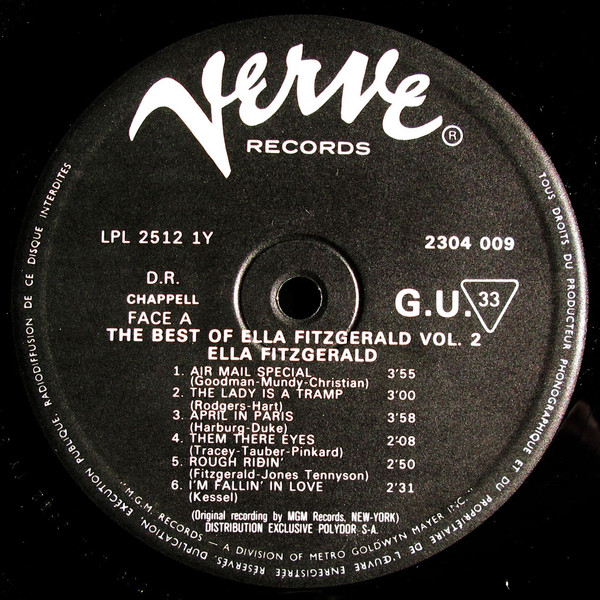 Verve
®
RECORDS
LPL 2512 1Y
2304 009
D.R.
CHAPPELL
FACE A
G.U. 33
THE BEST OF ELLA FITZGERALD VOL. 2
ELLA FITZGERALD
1. AIR MAIL SPECIAL 3'55
(Goodman-Mundy-Christian)
2. THE LADY IS A TRAMP 3'00
(Rodgers-Hart)
3. APRIL IN PARIS 3'58
(Harburg-Duke)
4. THEM THERE EYES 2'08
(Tracey-Tauber-Pinkard)
5. ROUGH RIDIN' 2'50
(Fitzgerald-Jones Tennyson)
6. I'M FALLIN' IN LOVE 2'31
(Kessel)
(Original recording by MGM Records, NEW-YORK)
DISTRIBUTION EXCLUSIVE POLYDOR S-A.
"M.G.M. RECORDS — A DIVISION OF METRO GOLDWYN MAYER INC."
TOUS DROITS DU PRODUCTEUR PHONOGRAPHIQUE ET DU PROPRIÉTAIRE DE L'ŒUVRE ENREGISTRÉE RÉSERVÉS. DUPLICATION, EXÉCUTION PUBLIQUE, RADIODIFFUSION DE CE DISQUE INTERDITES